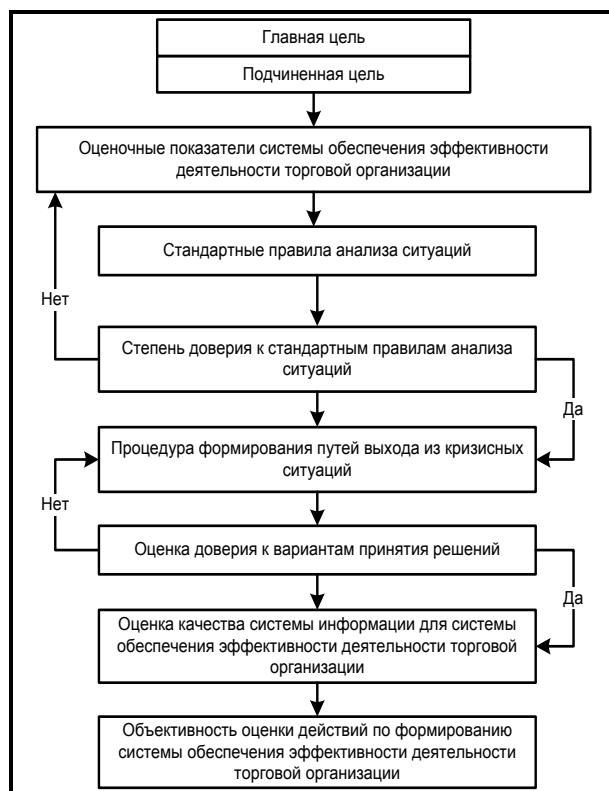 Главная цель
Подчиненная цель
Оценочные показатели системы обеспечения эффективности
деятельности торговой организации
Стандартные правила анализа ситуаций
Нет
Степень доверия к стандартным правилам анализа
ситуаций
Да
Процедура формирования путей выхода из кризисных
ситуаций
Нет
Оценка доверия к вариантам принятия решений
Да
Оценка качества системы информации для системы
обеспечения эффективности деятельности торговой
организации
Объективность оценки действий по формированию
системы обеспечения эффективности деятельности
торговой организации